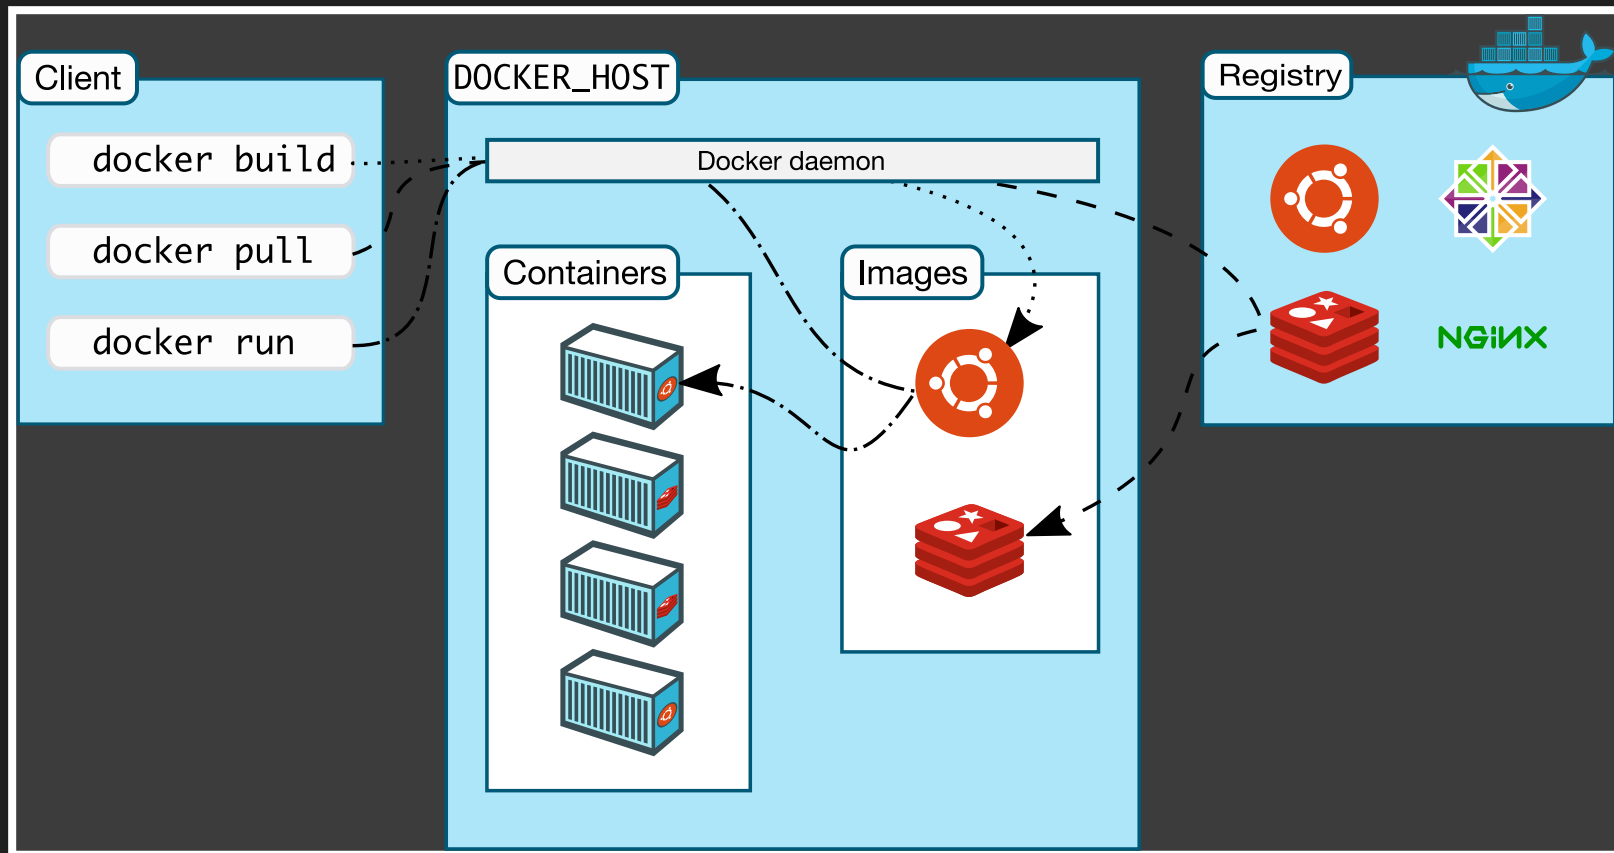 Client
docker build
docker pull
docker run
DOCKER_HOST
Docker daemon
Containers
Images
Registry
NGiNX